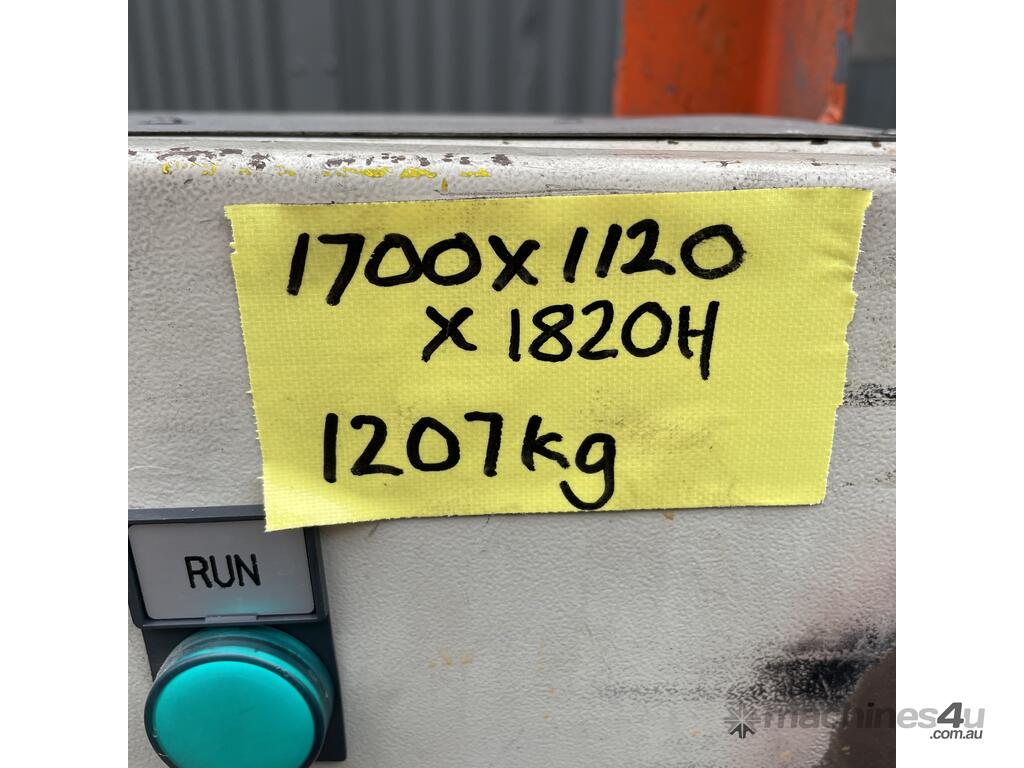 1700X1120
X 1820H
1207kg
RUN
machines4u
.com.au